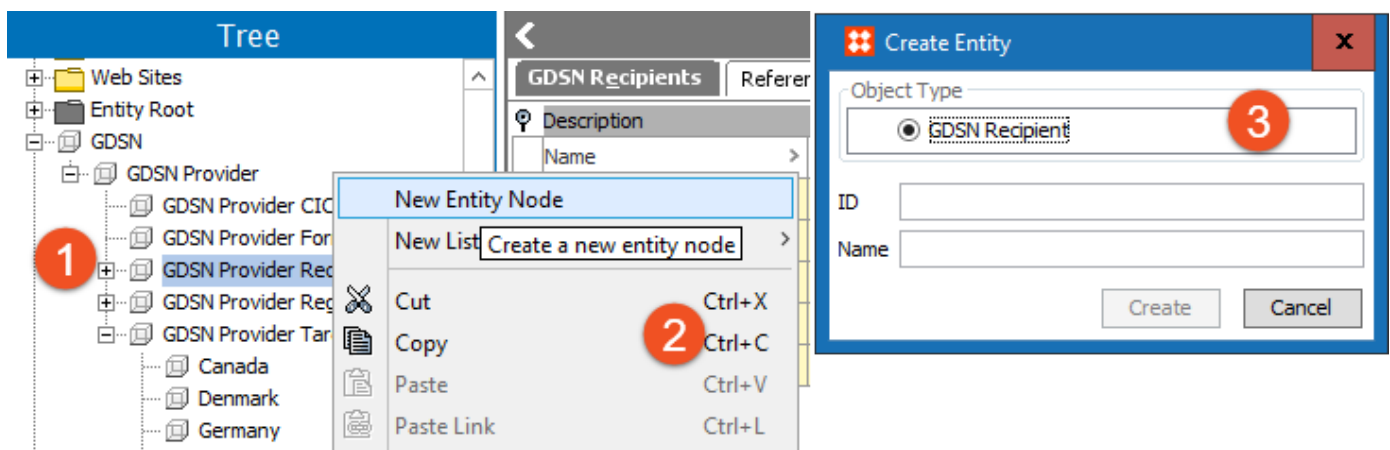 Tree
Web Sites
Entity Root
GDSN
GDSN Provider
GDSN Provider CIC
GDSN Provider For
1
GDSN Provider Rec
GDSN Provider Reg
GDSN Provider Tar
Canada
Denmark
Germany
GDSN Recipients Referer
Description
Name >
New Entity Node
New List >
Create a new entity node
Cut Ctrl+X
2
Copy Ctrl+C
Paste Ctrl+V
Paste Link Ctrl+L
Create Entity X
Object Type
GDSN Recipient
3
ID
Name
Create Cancel